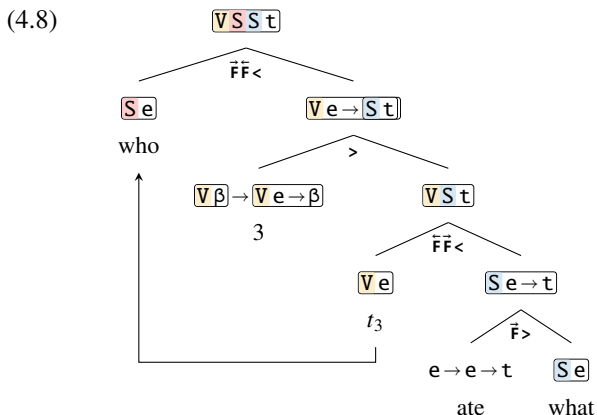 (4.8)
V S S t
F⃗ F⃖ <
S e
V e → S t
who
>
V β → V e → β
V S t
3
F⃖ F⃗ <
V e
S e → t
t₃
F⃗ >
e → e → t
S e
ate
what